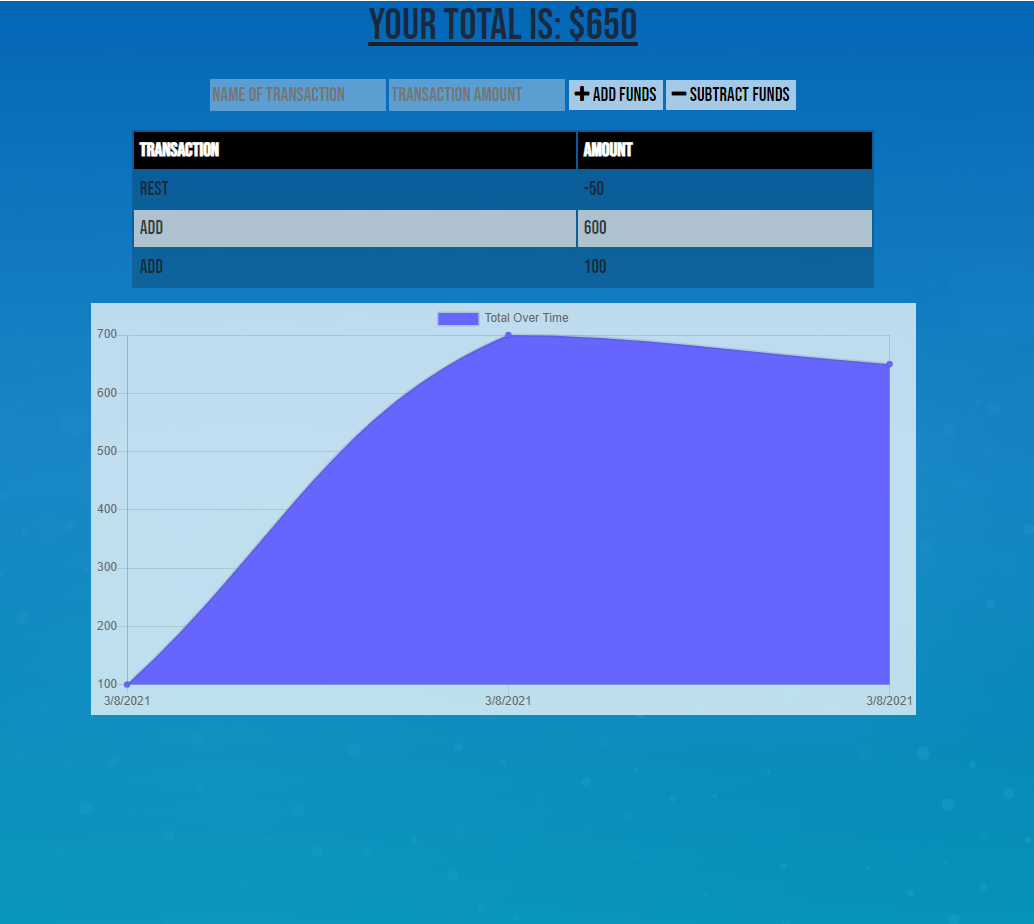 YOUR TOTAL IS: $650
NAME OF TRANSACTION TRANSACTION AMOUNT + ADD FUNDS − SUBTRACT FUNDS
TRANSACTION AMOUNT
REST -50
ADD 600
ADD 100
Total Over Time
700
600
500
400
300
200
100
3/8/2021 3/8/2021 3/8/2021